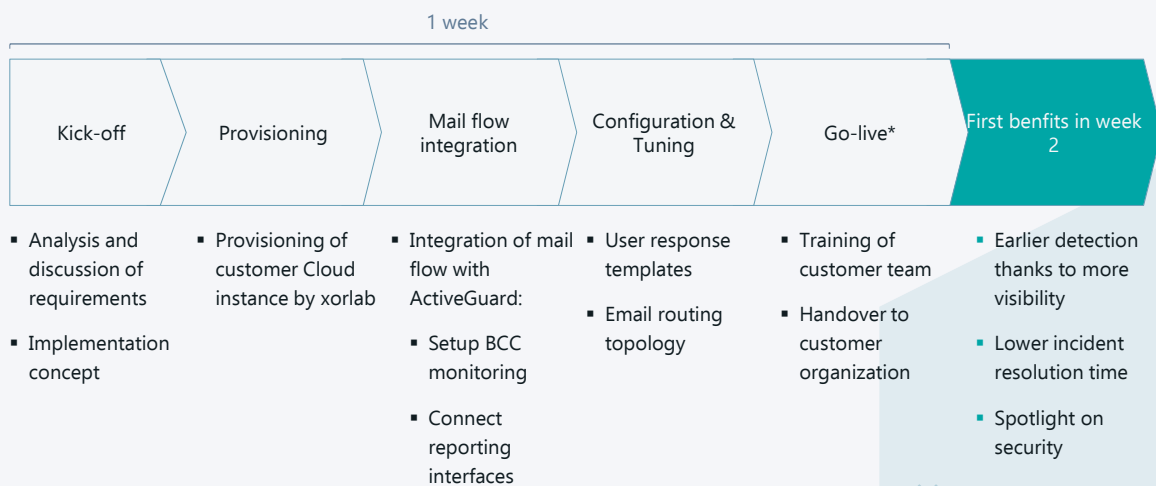 1 week
Kick-off
Provisioning
Mail flow
integration
Configuration &
Tuning
Go-live*
First benfits in week
2
▪ Analysis and
discussion of
requirements
▪ Implementation
concept
▪ Provisioning of
customer Cloud
instance by xorlab
▪ Integration of mail
flow with
ActiveGuard:
▪ Setup BCC
monitoring
▪ Connect
reporting
interfaces
▪ User response
templates
▪ Email routing
topology
▪ Training of
customer team
▪ Handover to
customer
organization
▪ Earlier detection
thanks to more
visibility
▪ Lower incident
resolution time
▪ Spotlight on
security